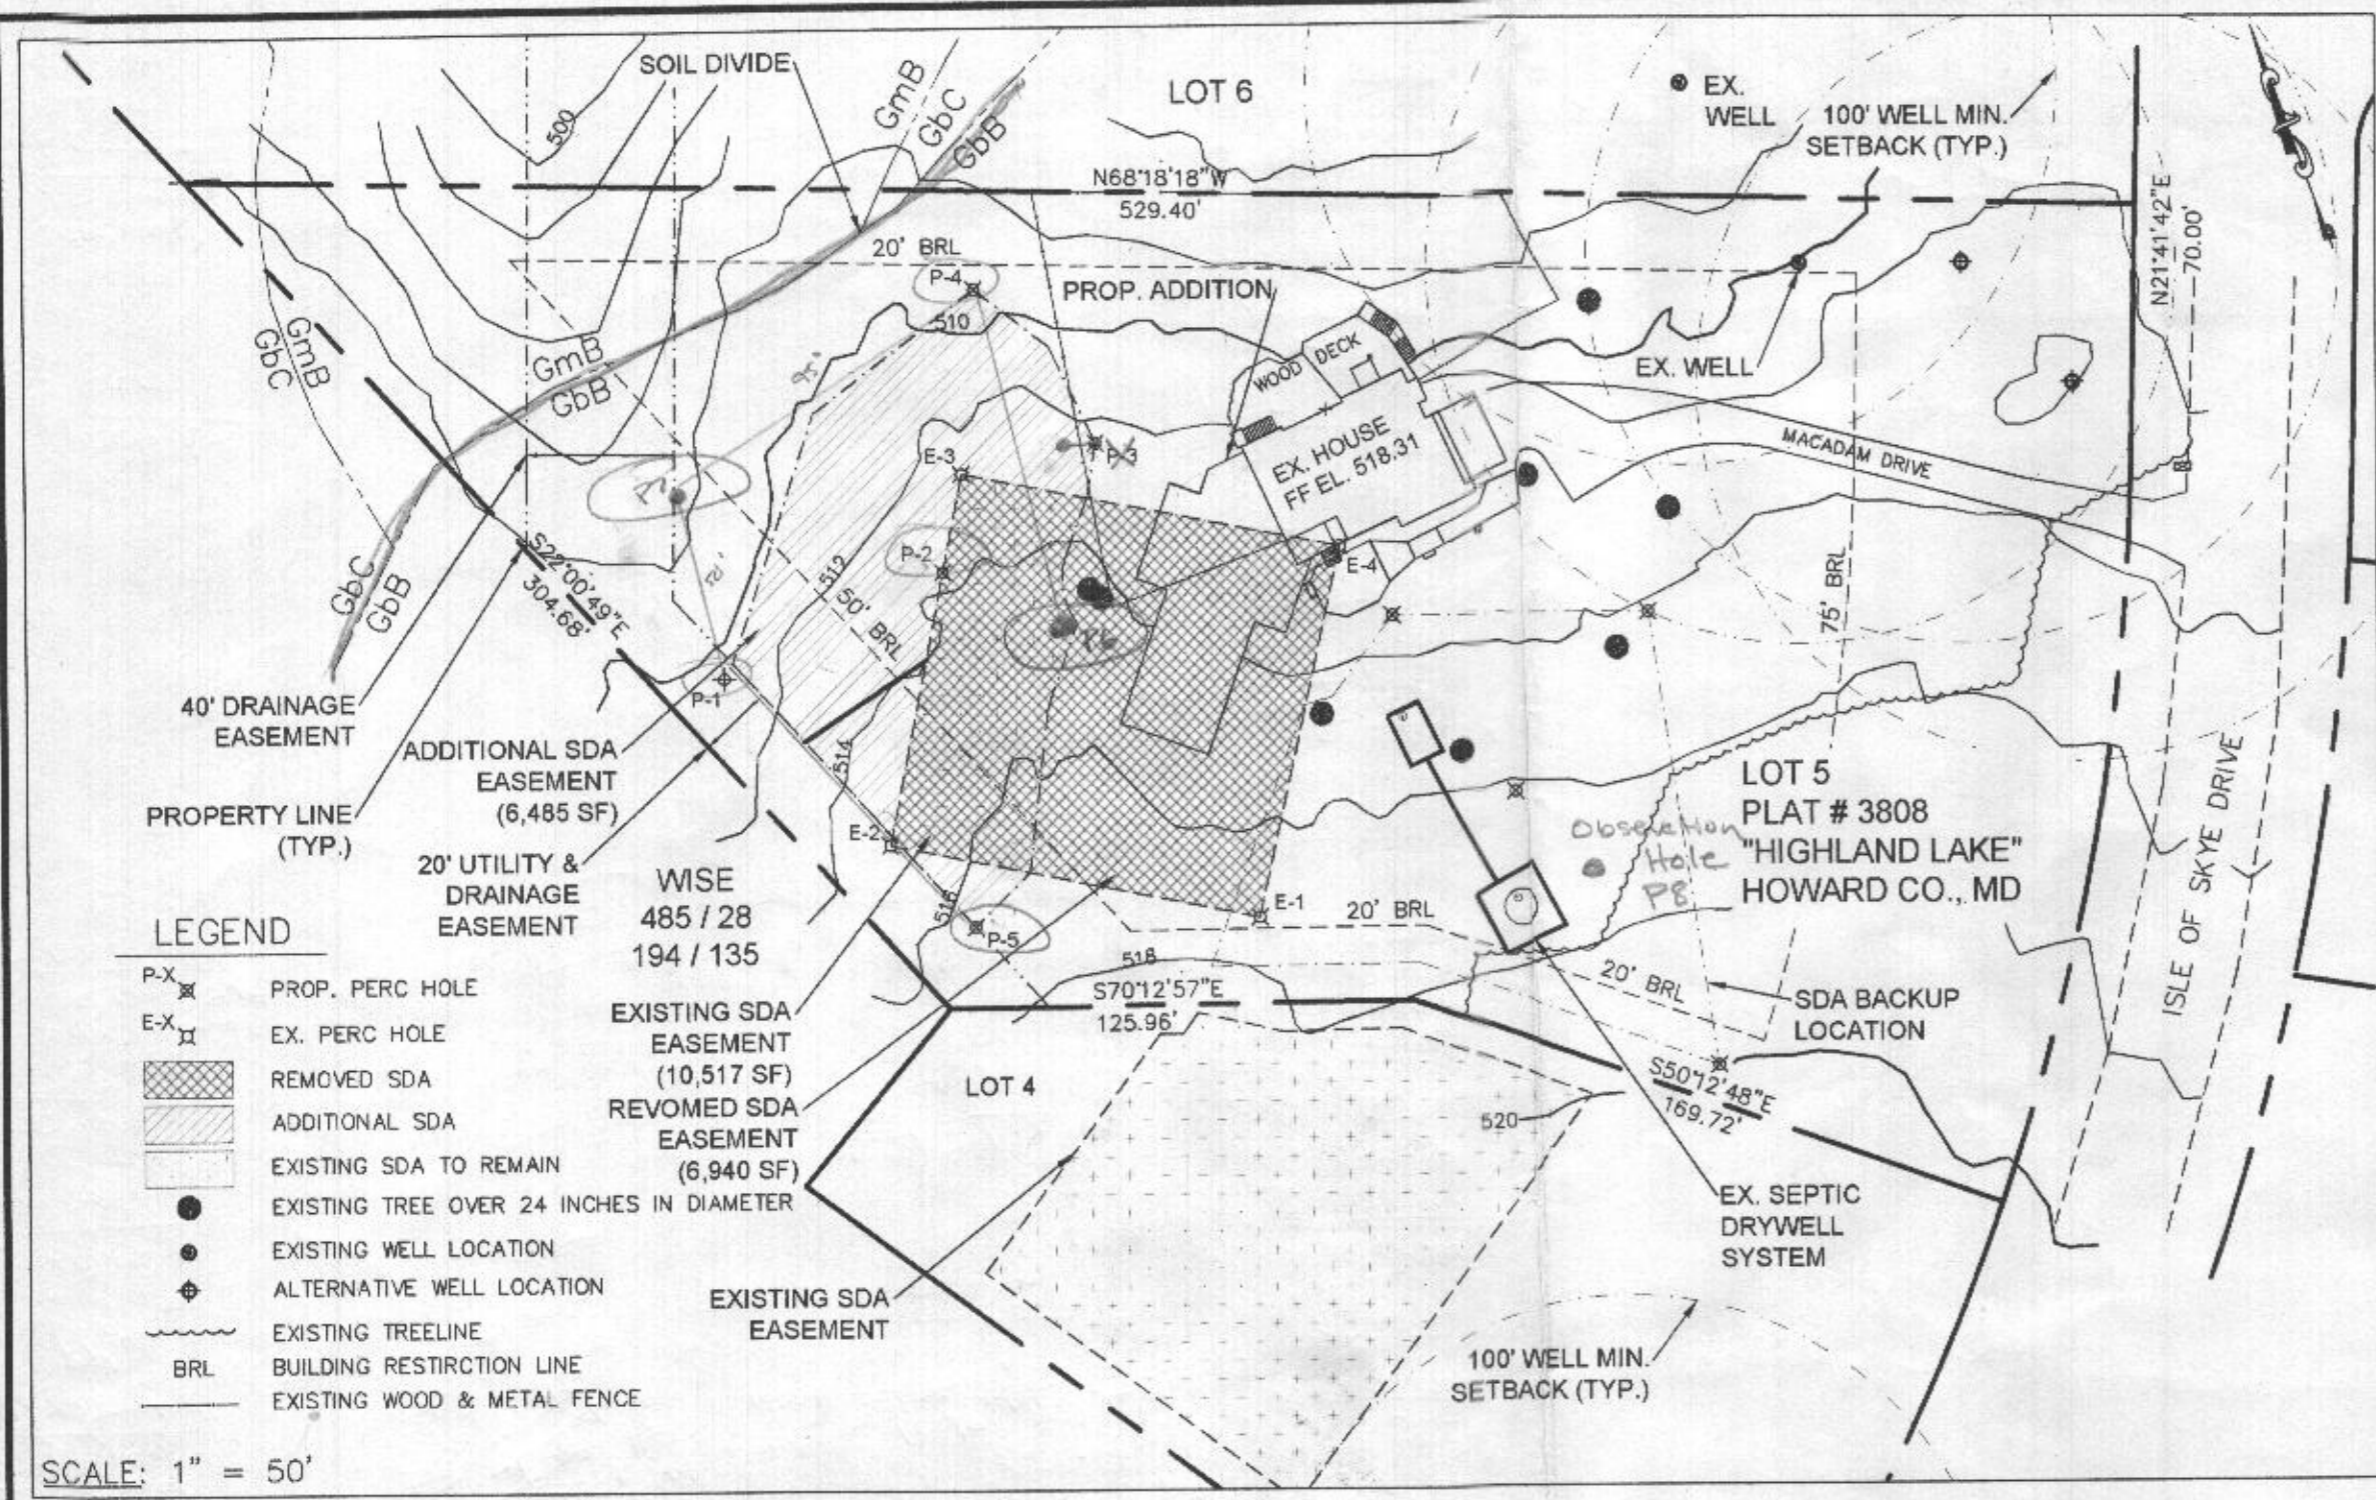 SOIL DIVIDE
GmB
GbC
GbB
LOT 6
EX.
WELL
100' WELL MIN.
SETBACK (TYP.)
500
N68°18'18"W
529.40'
N21°41'42"E
70.00'
20' BRL
P-4
510
PROP. ADDITION
WOOD DECK
EX. WELL
GmB
GbC
GmB
GbB
E-3
P-3
EX. HOUSE
FF EL. 518.31
MACADAM DRIVE
P-2
512
50' BRL
E-4
P6
75' BRL
S22°00'49"E
304.68'
GbC
GbB
P-1
40' DRAINAGE
EASEMENT
ADDITIONAL SDA
EASEMENT
(6,485 SF)
PROPERTY LINE
(TYP.)
514
E-2
20' UTILITY &
DRAINAGE
EASEMENT
WISE
485 / 28
194 / 135
LOT 5
PLAT # 3808
"HIGHLAND LAKE"
HOWARD CO., MD
Observation
Hole
P8
ISLE OF SKYE DRIVE
516
P-5
E-1
20' BRL
518
20' BRL
S70°12'57"E
125.96'
SDA BACKUP
LOCATION
EXISTING SDA
EASEMENT
(10,517 SF)
REVOMED SDA
EASEMENT
(6,940 SF)
LOT 4
S50°12'48"E
169.72'
520
EX. SEPTIC
DRYWELL
SYSTEM
EXISTING SDA
EASEMENT
100' WELL MIN.
SETBACK (TYP.)
LEGEND
P-X PROP. PERC HOLE
E-X EX. PERC HOLE
REMOVED SDA
ADDITIONAL SDA
EXISTING SDA TO REMAIN
EXISTING TREE OVER 24 INCHES IN DIAMETER
EXISTING WELL LOCATION
ALTERNATIVE WELL LOCATION
EXISTING TREELINE
BRL BUILDING RESTIRCTION LINE
EXISTING WOOD & METAL FENCE
SCALE: 1" = 50'